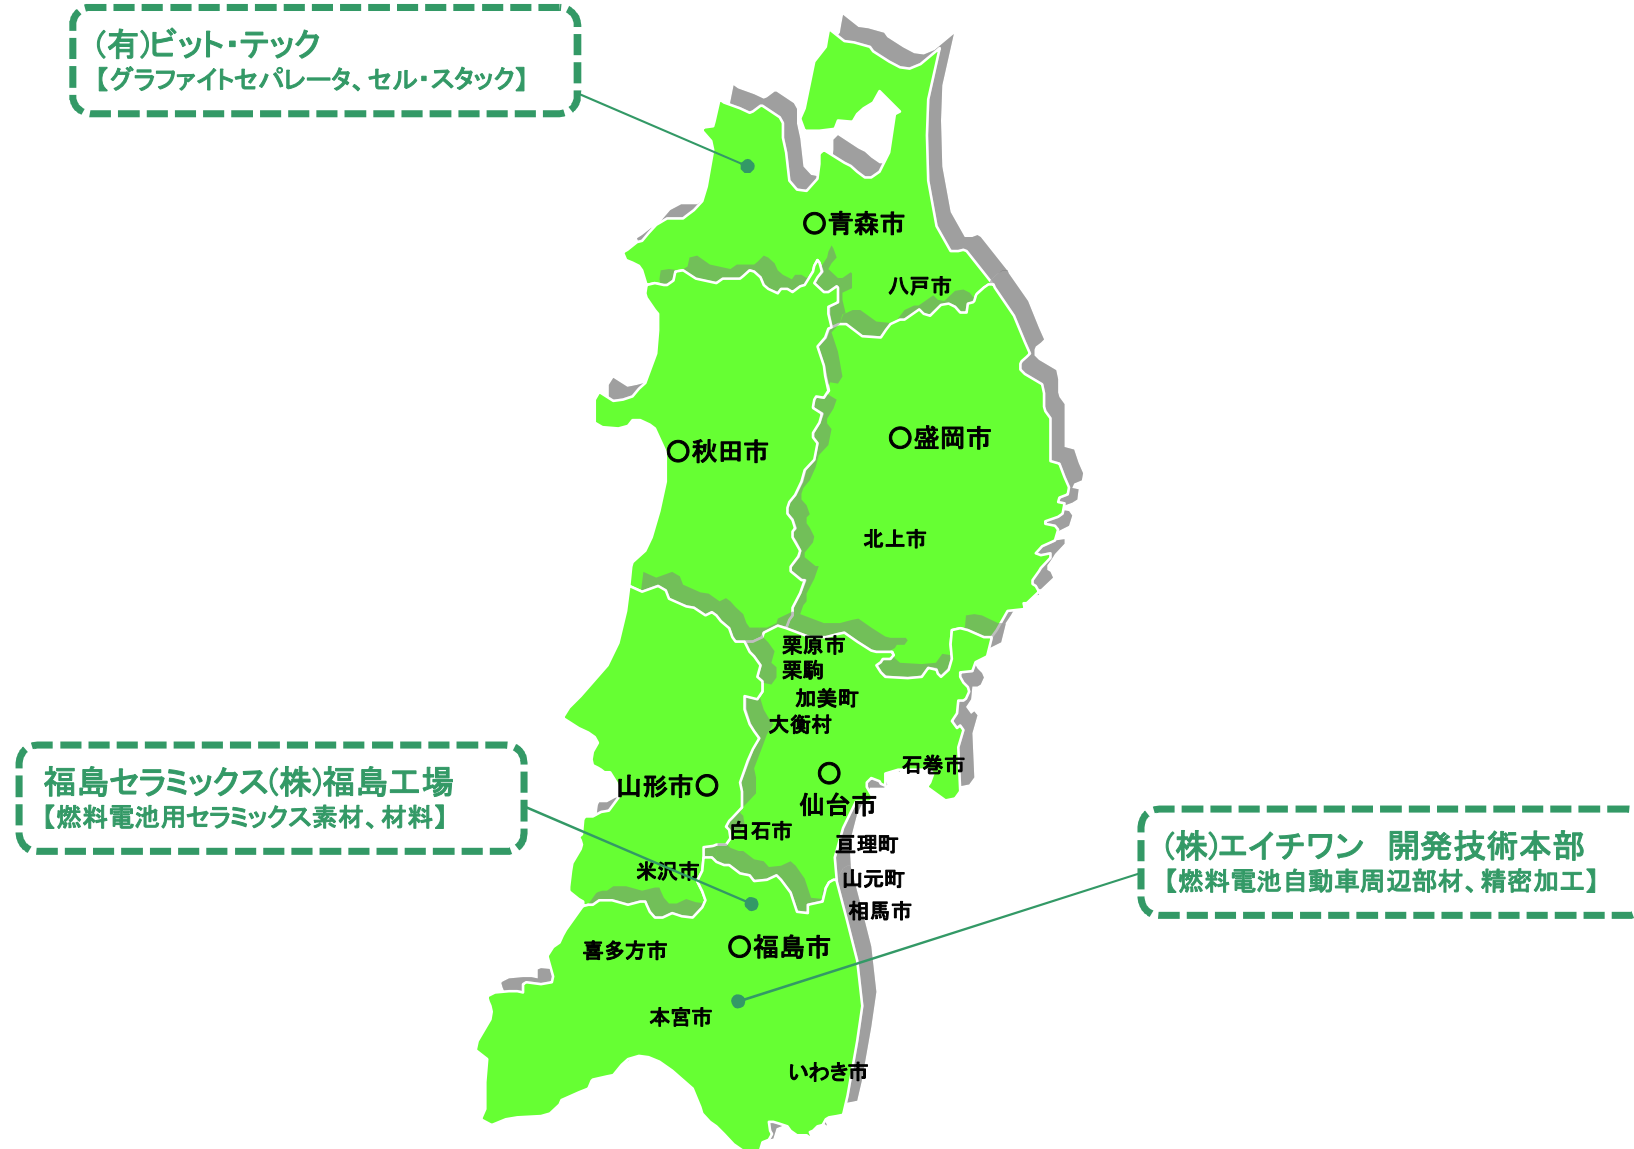 (有)ビット・テック
【グラファイトセパレータ、セル・スタック】
○青森市
八戸市
○秋田市
○盛岡市
北上市
栗原市
栗駒
加美町
大衡村
石巻市
山形市○
仙台市
白石市
亘理町
米沢市
山元町
相馬市
福島セラミックス(株)福島工場
【燃料電池用セラミックス素材、材料】
(株)エイチワン　開発技術本部
【燃料電池自動車周辺部材、精密加工】
喜多方市
○福島市
本宮市
いわき市